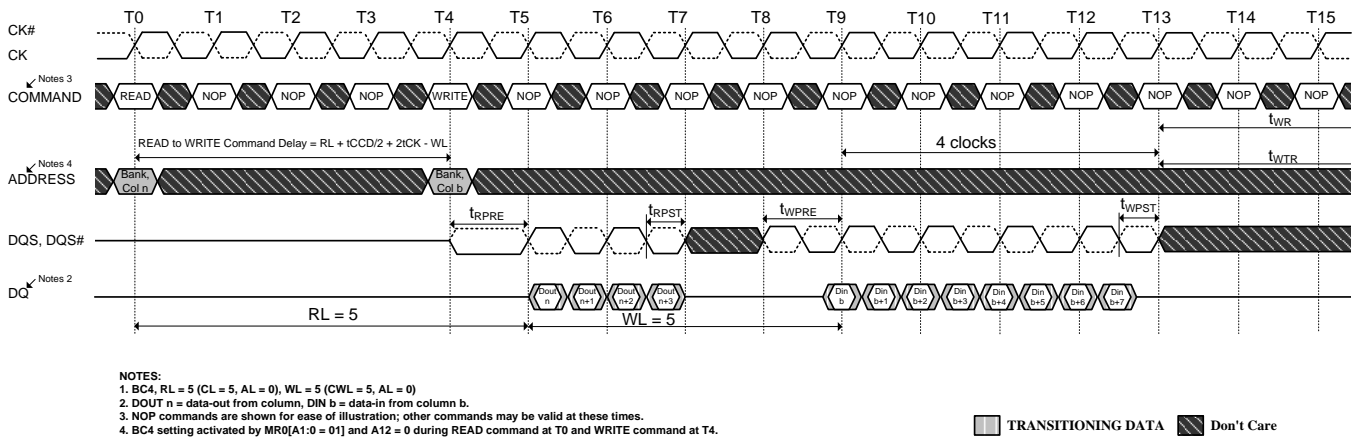 T0 T1 T2 T3 T4 T5 T6 T7 T8 T9 T10 T11 T12 T13 T14 T15
CK#
CK
Notes 3
COMMAND READ NOP NOP NOP WRITE NOP NOP NOP NOP NOP NOP NOP NOP NOP NOP NOP
tWR
READ to WRITE Command Delay = RL + tCCD/2 + 2tCK - WL
4 clocks
tWTR
Notes 4
ADDRESS
Bank, Col n
Bank, Col b
tRPRE tRPST tWPRE tWPST
DQS, DQS#
Notes 2
DQ
Dout n
Dout n+1
Dout n+2
Dout n+3
Din b
Din b+1
Din b+2
Din b+3
Din b+4
Din b+5
Din b+6
Din b+7
RL = 5 WL = 5
NOTES:
1. BC4, RL = 5 (CL = 5, AL = 0), WL = 5 (CWL = 5, AL = 0)
2. DOUT n = data-out from column, DIN b = data-in from column b.
3. NOP commands are shown for ease of illustration; other commands may be valid at these times.
4. BC4 setting activated by MR0[A1:0 = 01] and A12 = 0 during READ command at T0 and WRITE command at T4.
TRANSITIONING DATA Don't Care